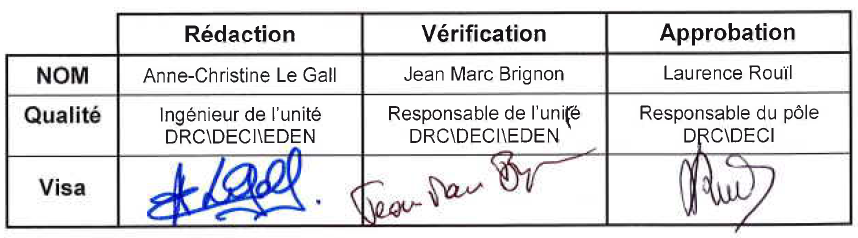 Rédaction Vérification Approbation
NOM Anne-Christine Le Gall Jean Marc Brignon Laurence Rouïl
Qualité Ingénieur de l'unité Responsable de l'unité Responsable du pôle
DRC\DECI\EDEN DRC\DECI\EDEN DRC\DECI
Visa